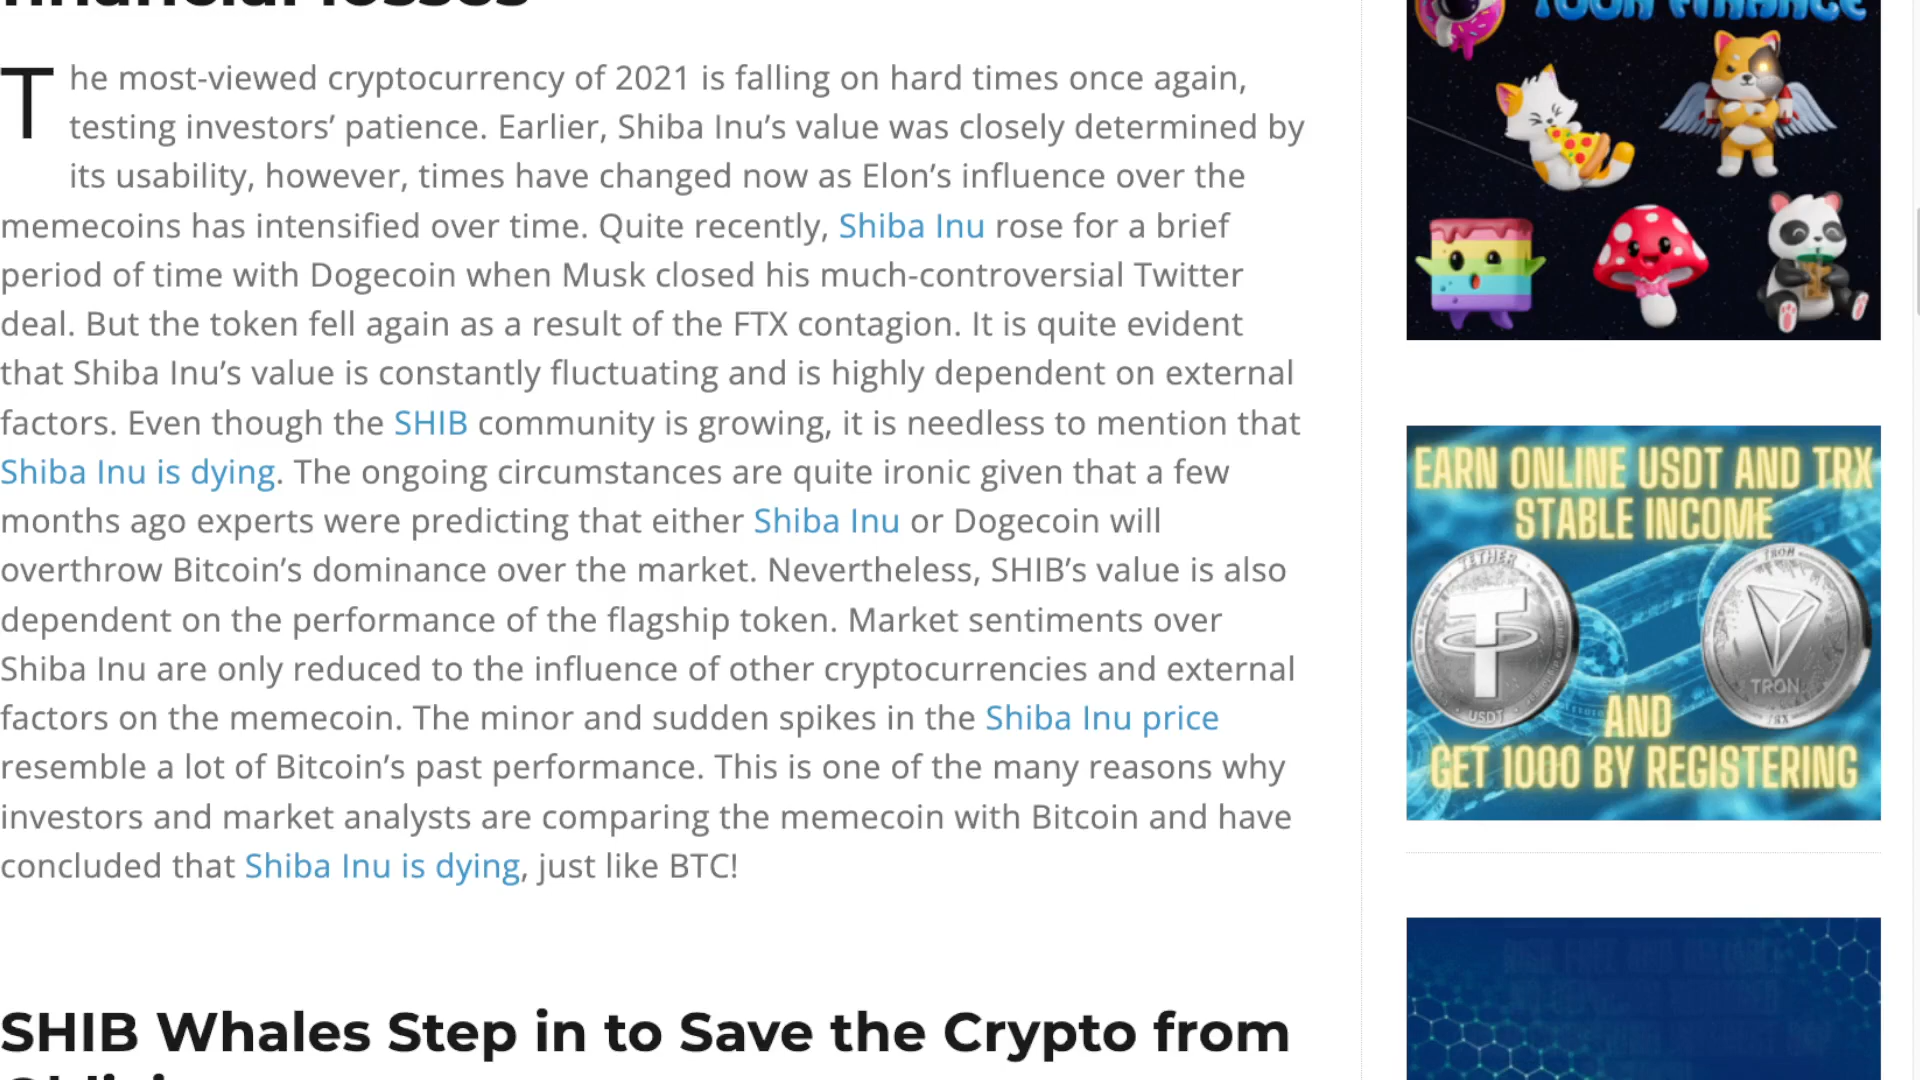 financial losses
The most-viewed cryptocurrency of 2021 is falling on hard times once again,
testing investors’ patience. Earlier, Shiba Inu’s value was closely determined by
its usability, however, times have changed now as Elon’s influence over the
memecoins has intensified over time. Quite recently, Shiba Inu rose for a brief
period of time with Dogecoin when Musk closed his much-controversial Twitter
deal. But the token fell again as a result of the FTX contagion. It is quite evident
that Shiba Inu’s value is constantly fluctuating and is highly dependent on external
factors. Even though the SHIB community is growing, it is needless to mention that
Shiba Inu is dying. The ongoing circumstances are quite ironic given that a few
months ago experts were predicting that either Shiba Inu or Dogecoin will
overthrow Bitcoin’s dominance over the market. Nevertheless, SHIB’s value is also
dependent on the performance of the flagship token. Market sentiments over
Shiba Inu are only reduced to the influence of other cryptocurrencies and external
factors on the memecoin. The minor and sudden spikes in the Shiba Inu price
resemble a lot of Bitcoin’s past performance. This is one of the many reasons why
investors and market analysts are comparing the memecoin with Bitcoin and have
concluded that Shiba Inu is dying, just like BTC!
SHIB Whales Step in to Save the Crypto from
TOON FINANCE
EARN ONLINE USDT AND TRX
STABLE INCOME
TETHER
USDT
TRON
TRON
TRX
AND
GET 1000 BY REGISTERING